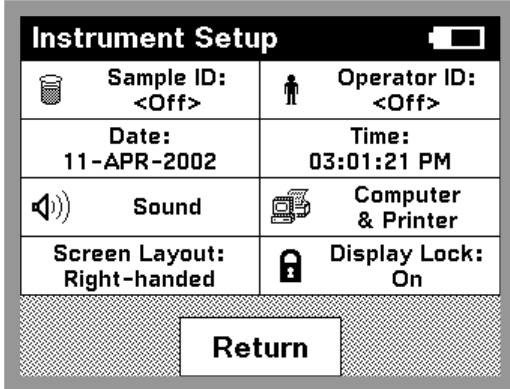 Instrument Setup
Sample ID:
<Off>
Operator ID:
<Off>
Date:
11-APR-2002
Time:
03:01:21 PM
Sound
Computer
& Printer
Screen Layout:
Right-handed
Display Lock:
On
Return